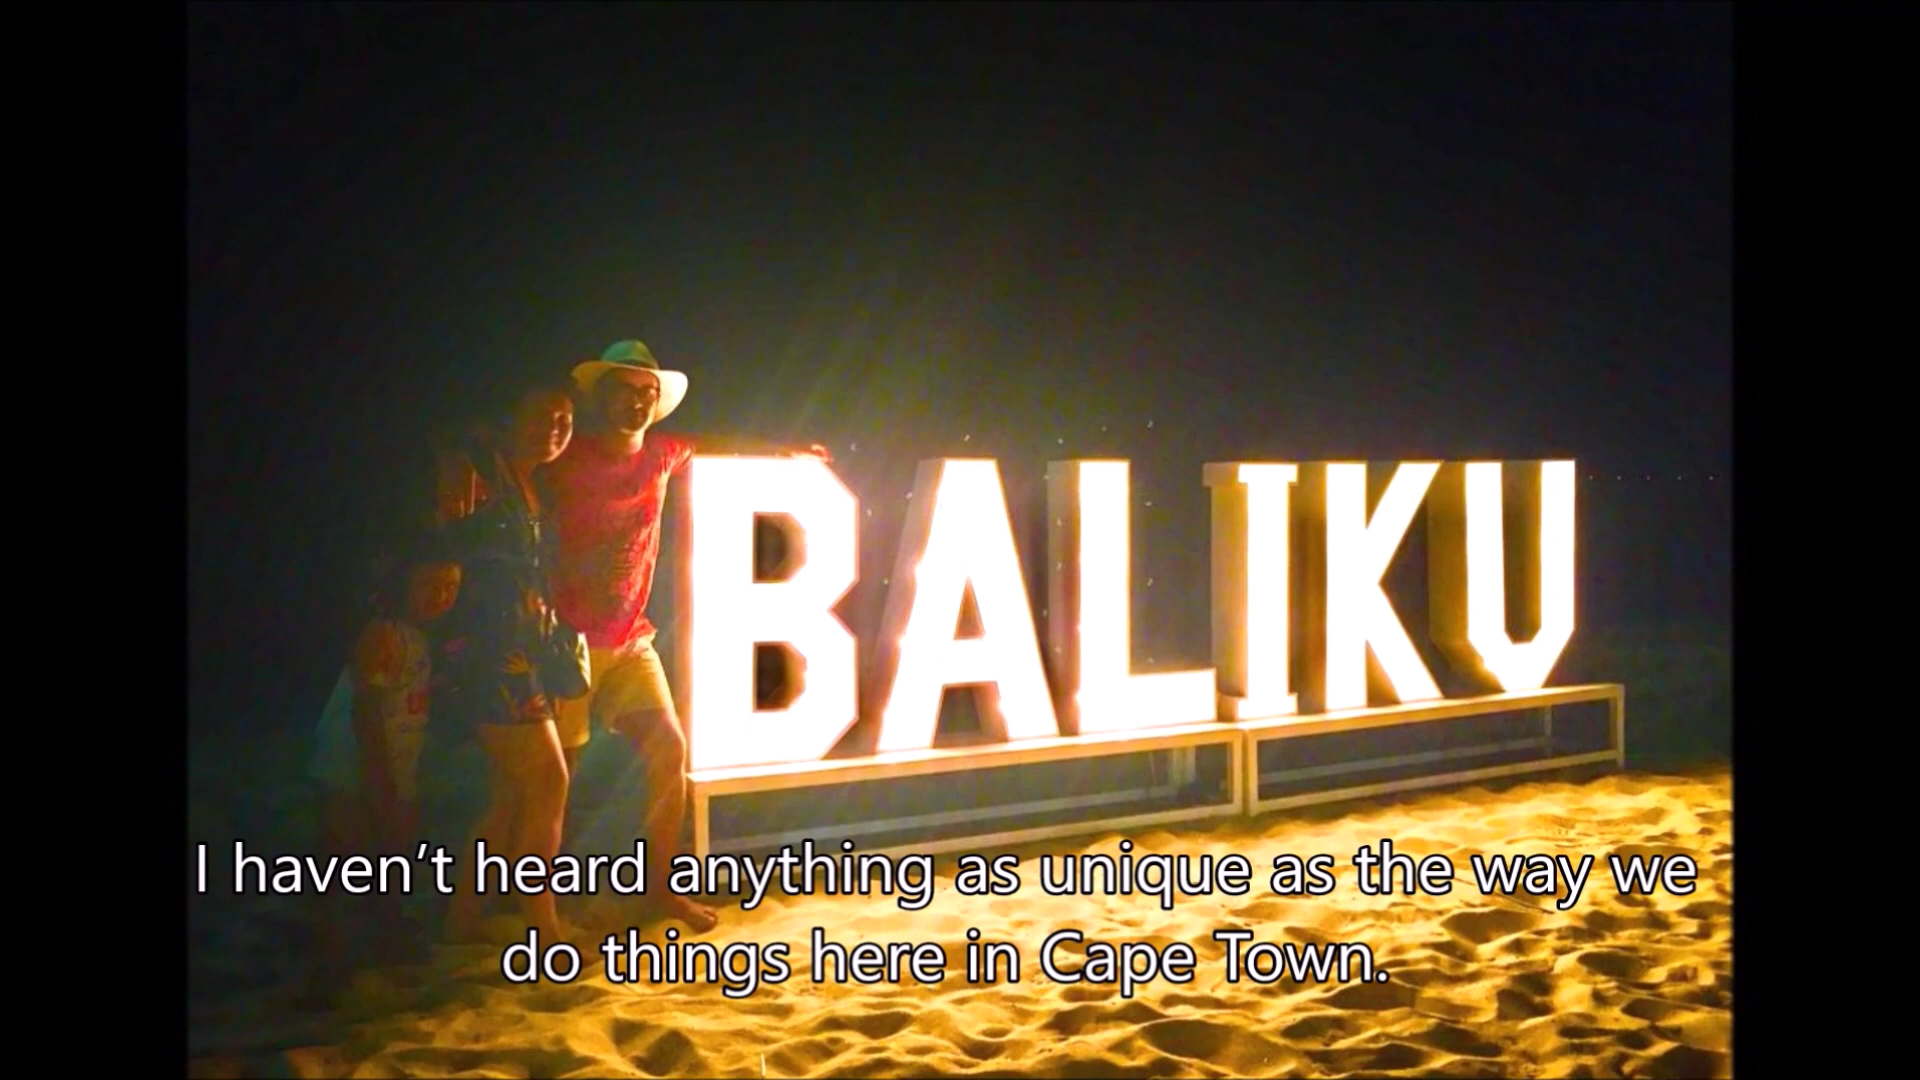 BALIKU
I haven’t heard anything as unique as the way we
do things here in Cape Town.